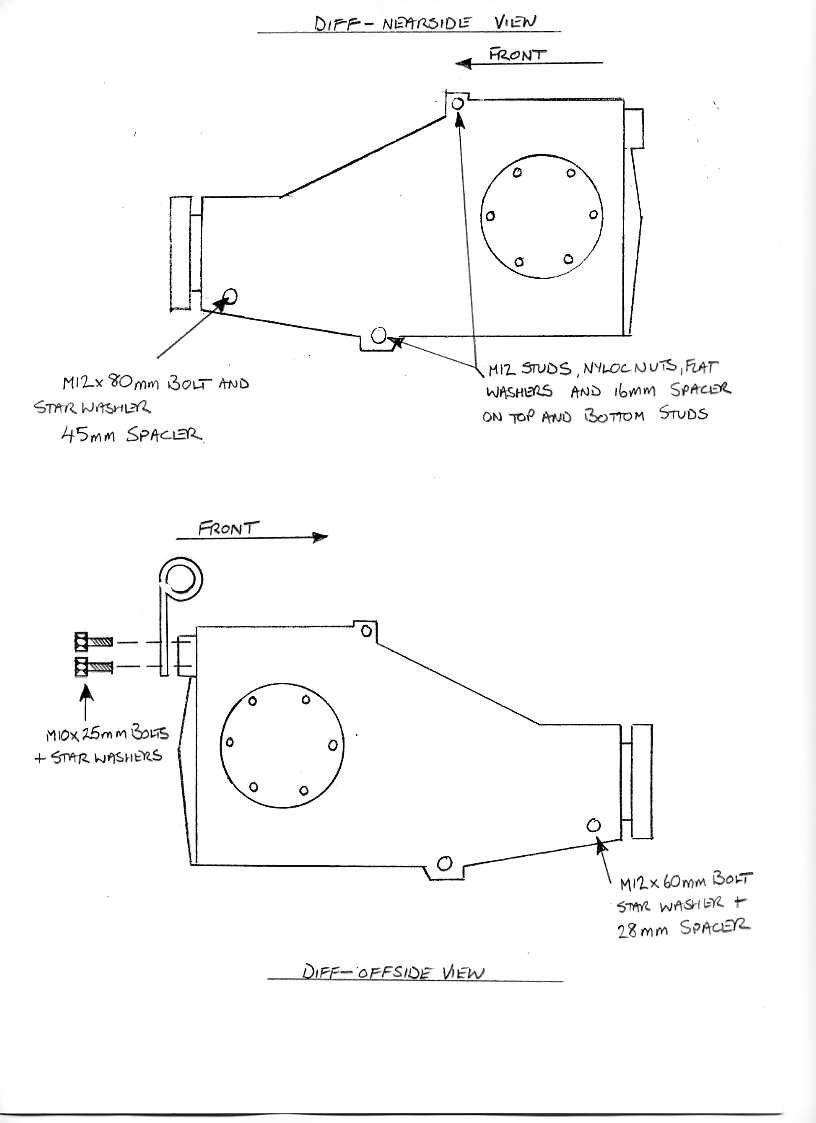 DIFF - NEARSIDE VIEW
FRONT
M12 x 80mm BOLT AND
STAR WASHER
45mm SPACER.
M12 STUDS, NYLOC NUTS, FLAT
WASHERS AND 16mm SPACER
ON TOP AND BOTTOM STUDS
FRONT
M10x25mm BOLTS
+ STAR WASHERS
M12 x 60mm BOLT
STAR WASHER +
28mm SPACER
DIFF - OFFSIDE VIEW